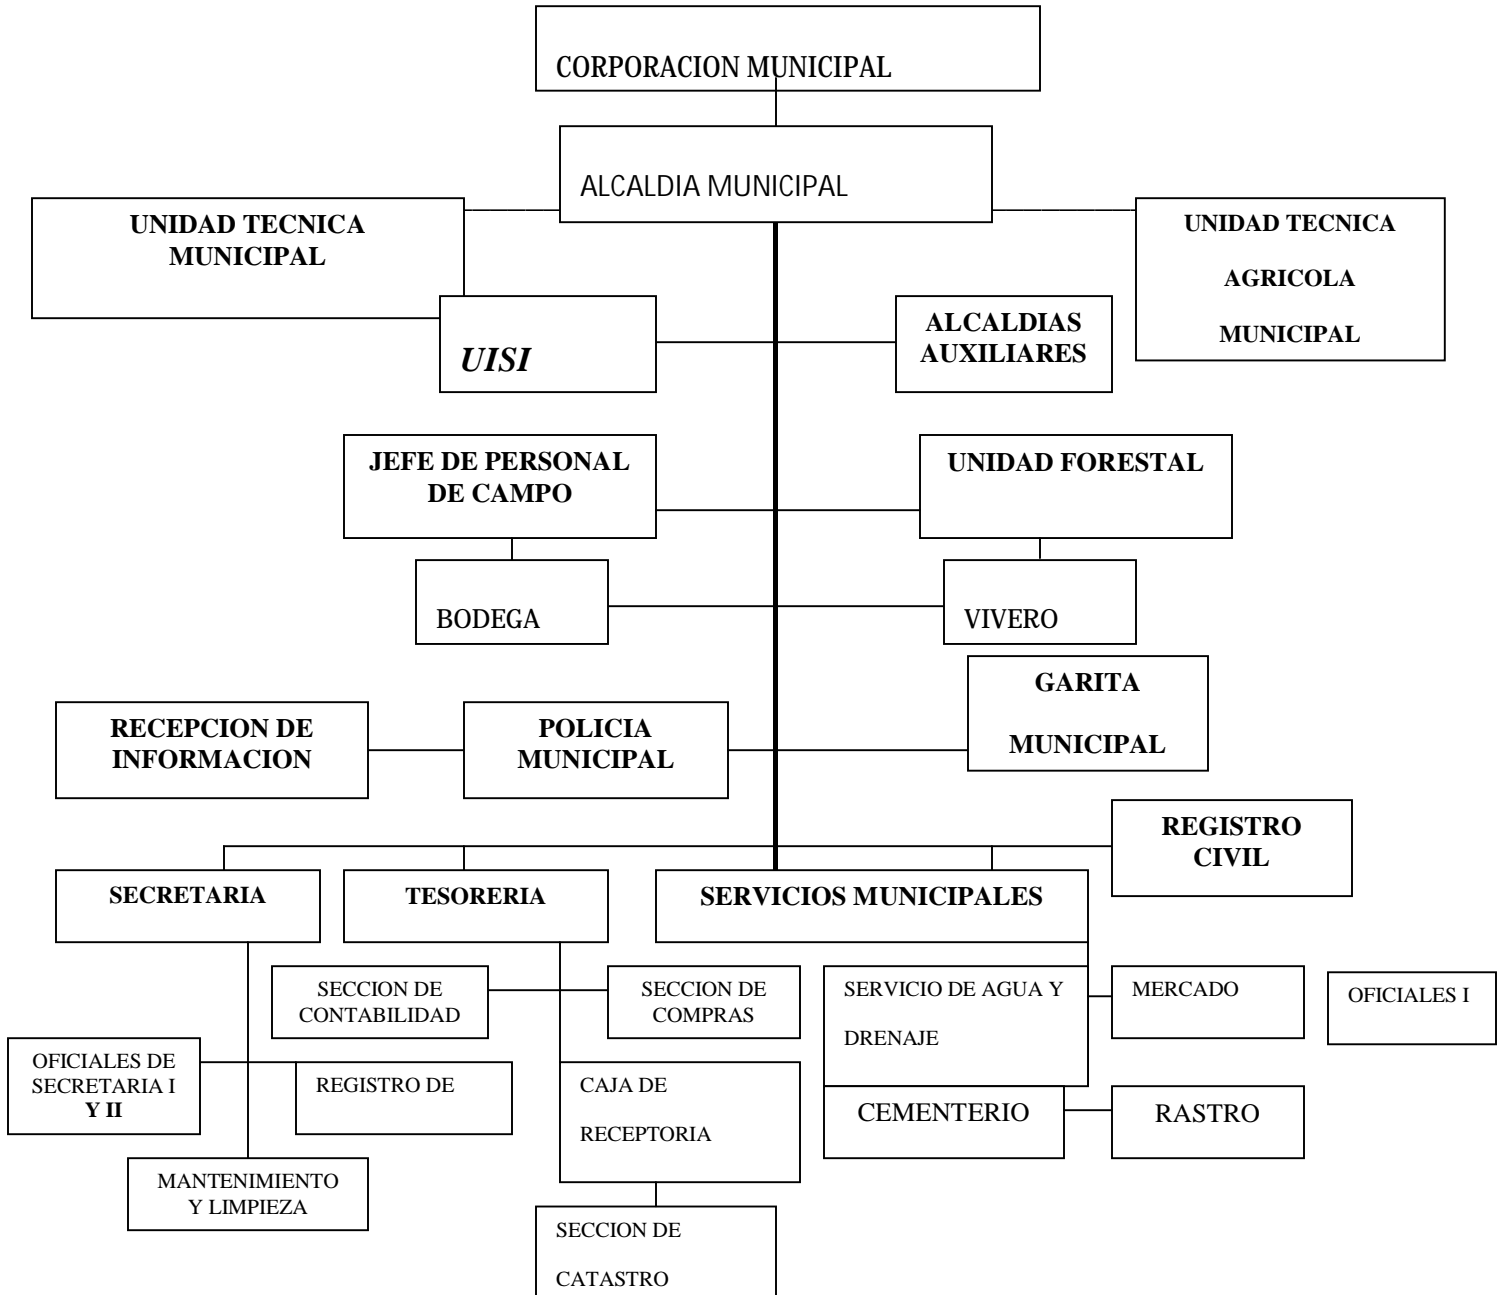 CORPORACION MUNICIPAL
ALCALDIA MUNICIPAL
UNIDAD TECNICA
MUNICIPAL
UNIDAD TECNICA
AGRICOLA
MUNICIPAL
UISI
ALCALDIAS
AUXILIARES
JEFE DE PERSONAL
DE CAMPO
UNIDAD FORESTAL
BODEGA
VIVERO
RECEPCION DE
INFORMACION
POLICIA
MUNICIPAL
GARITA
MUNICIPAL
REGISTRO
CIVIL
SECRETARIA
TESORERIA
SERVICIOS MUNICIPALES
SECCION DE
CONTABILIDAD
SECCION DE
COMPRAS
SERVICIO DE AGUA Y
DRENAJE
MERCADO
OFICIALES I
OFICIALES DE
SECRETARIA I
Y II
REGISTRO DE
CAJA DE
RECEPTORIA
CEMENTERIO
RASTRO
MANTENIMIENTO
Y LIMPIEZA
SECCION DE
CATASTRO